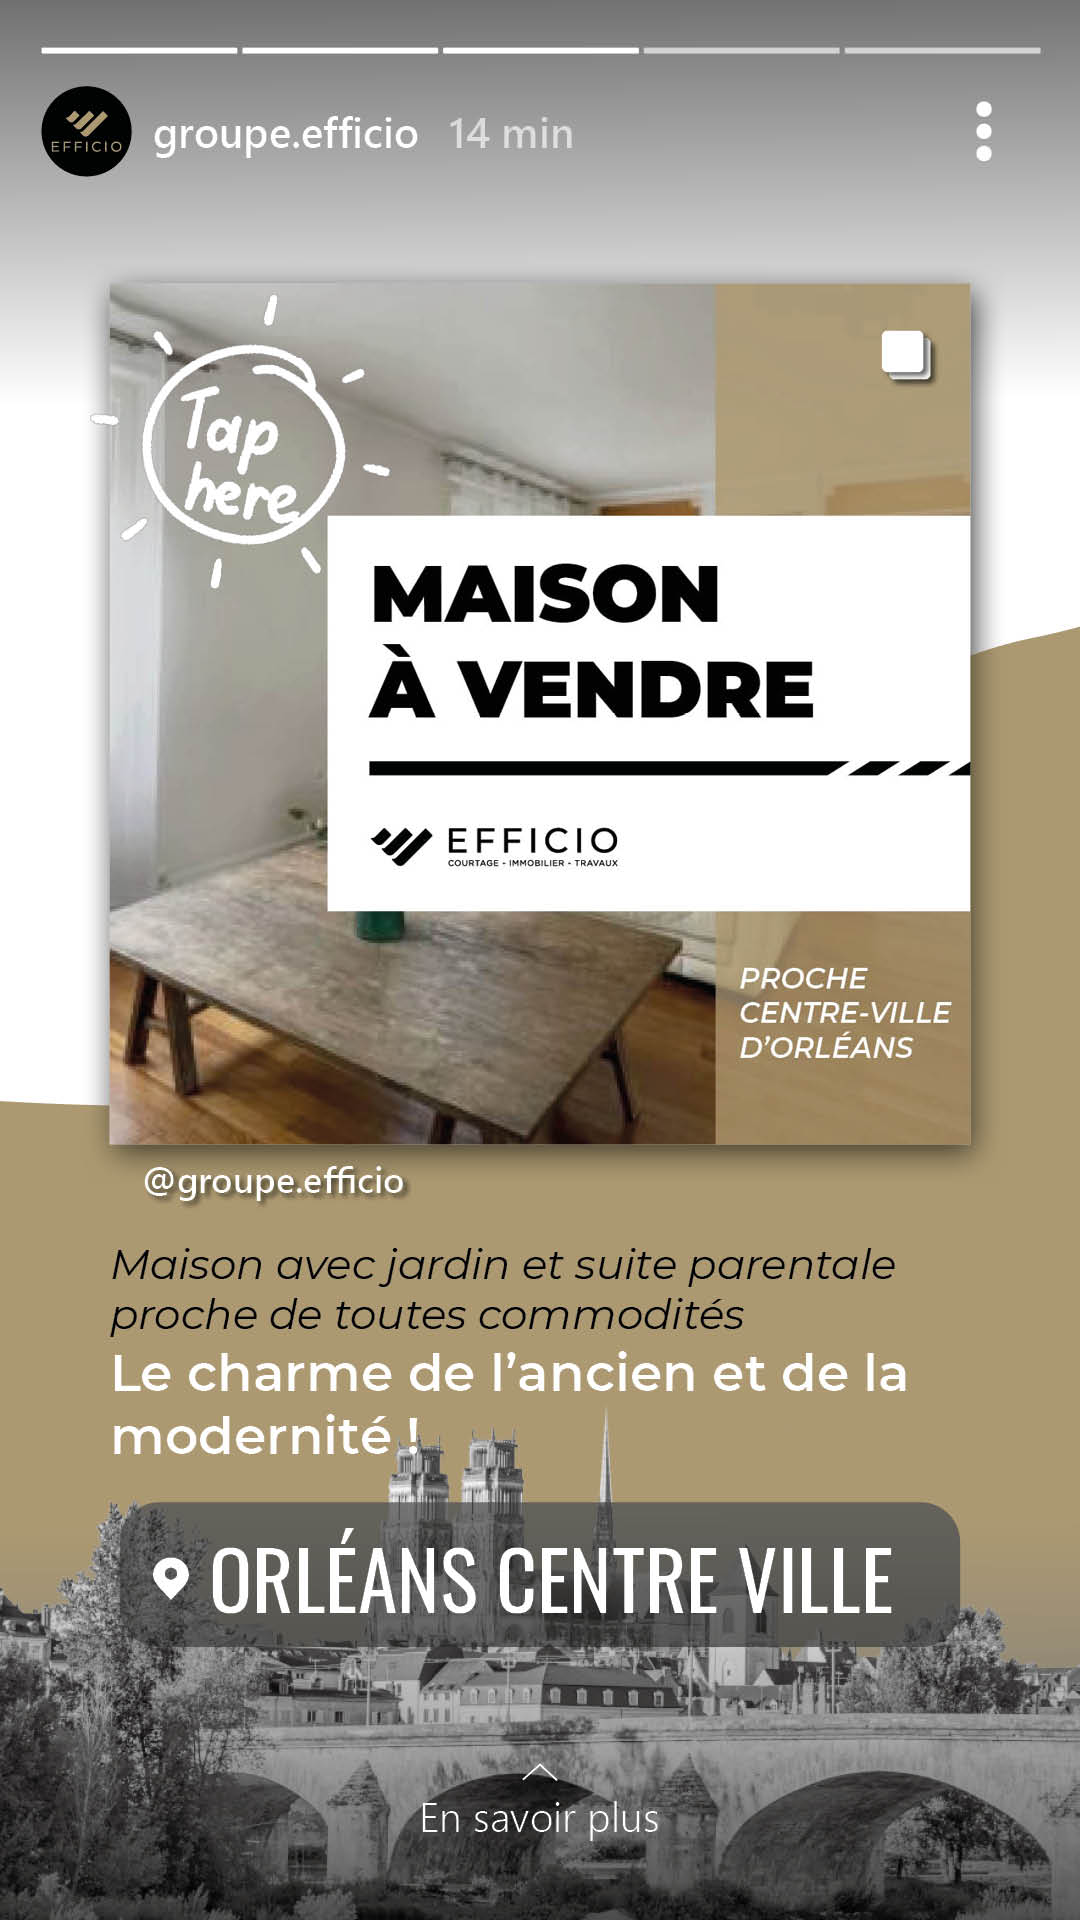 EFFICIO
groupe.efficio 14 min
Tap
here
MAISON
À VENDRE
EFFICIO
COURTAGE - IMMOBILIER - TRAVAUX
PROCHE
CENTRE-VILLE
D’ORLÉANS
@groupe.efficio
Maison avec jardin et suite parentale
proche de toutes commodités
Le charme de l’ancien et de la
modernité !
ORLÉANS CENTRE VILLE
En savoir plus